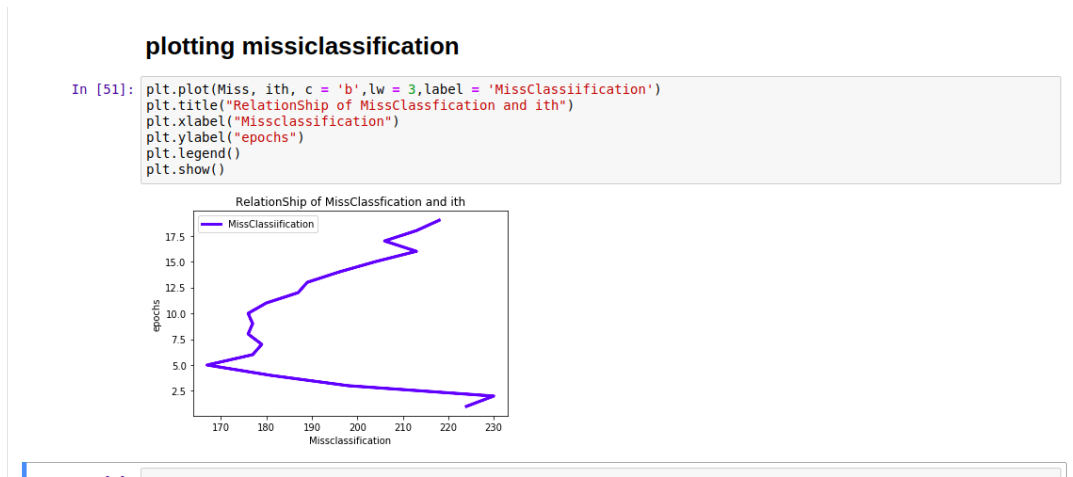 plotting missiclassification
In [51]: plt.plot(Miss, ith, c = 'b',lw = 3,label = 'MissClassiification')
plt.title("RelationShip of MissClassfication and ith")
plt.xlabel("Missclassification")
plt.ylabel("epochs")
plt.legend()
plt.show()
RelationShip of MissClassfication and ith
MissClassiification
17.5
15.0
12.5
10.0
7.5
5.0
2.5
epochs
170 180 190 200 210 220 230
Missclassification